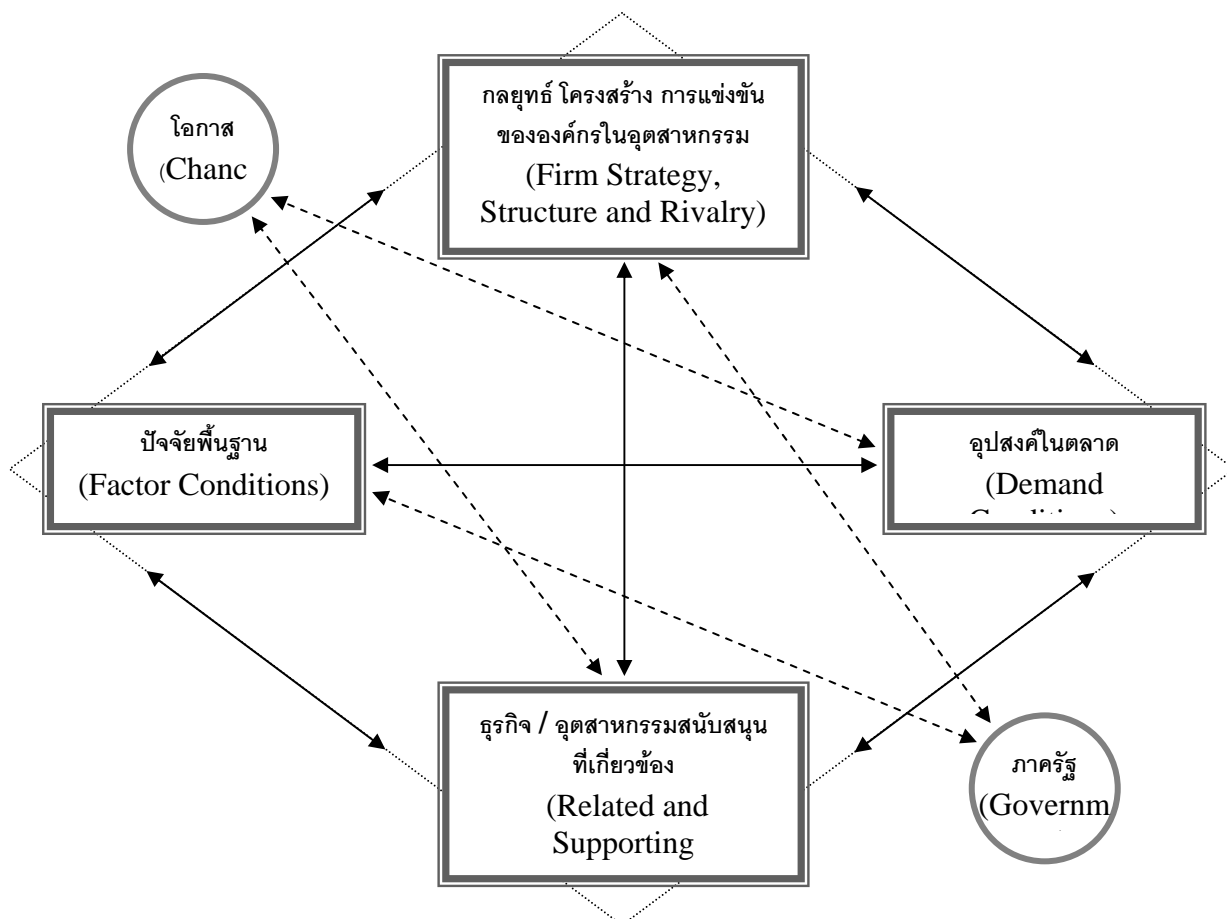 กลยุทธ์ โครงสร้าง การแข่งขัน
ขององค์กรในอุตสาหกรรม
(Firm Strategy,
Structure and Rivalry)
โอกาส
(Chanc
ปัจจัยพื้นฐาน
(Factor Conditions)
อุปสงค์ในตลาด
(Demand
ธุรกิจ / อุตสาหกรรมสนับสนุน
ที่เกี่ยวข้อง
(Related and
Supporting
ภาครัฐ
(Governm